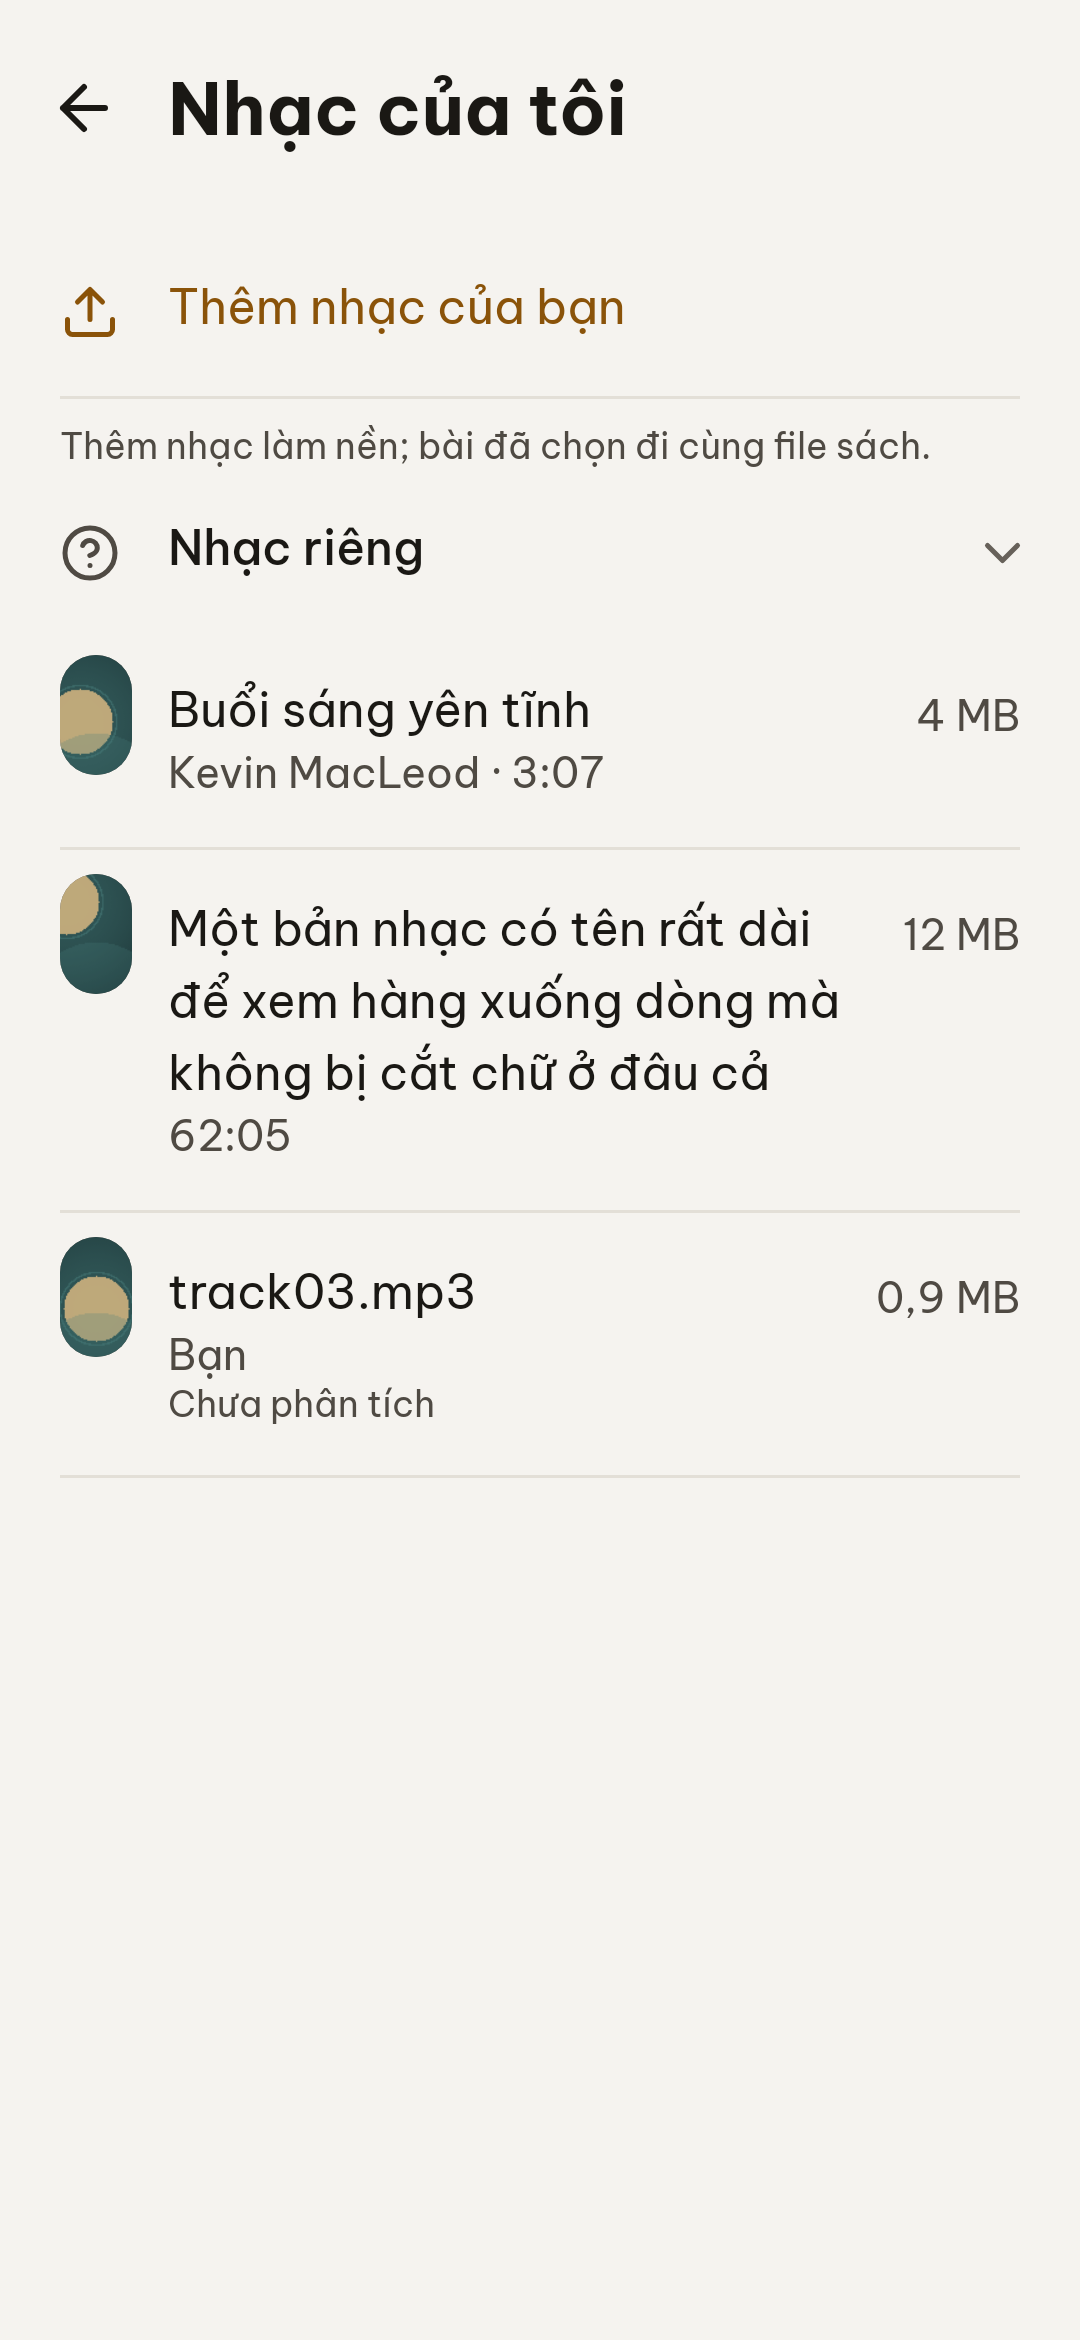 Nhạc của tôi
Thêm nhạc của bạn
Thêm nhạc làm nền; bài đã chọn đi cùng file sách.
Nhạc riêng
Buổi sáng yên tĩnh
4 MB
Kevin MacLeod · 3:07
Một bản nhạc có tên rất dài
12 MB
để xem hàng xuống dòng mà
không bị cắt chữ ở đâu cả
62:05
track03.mp3
0,9 MB
Bạn
Chưa phân tích